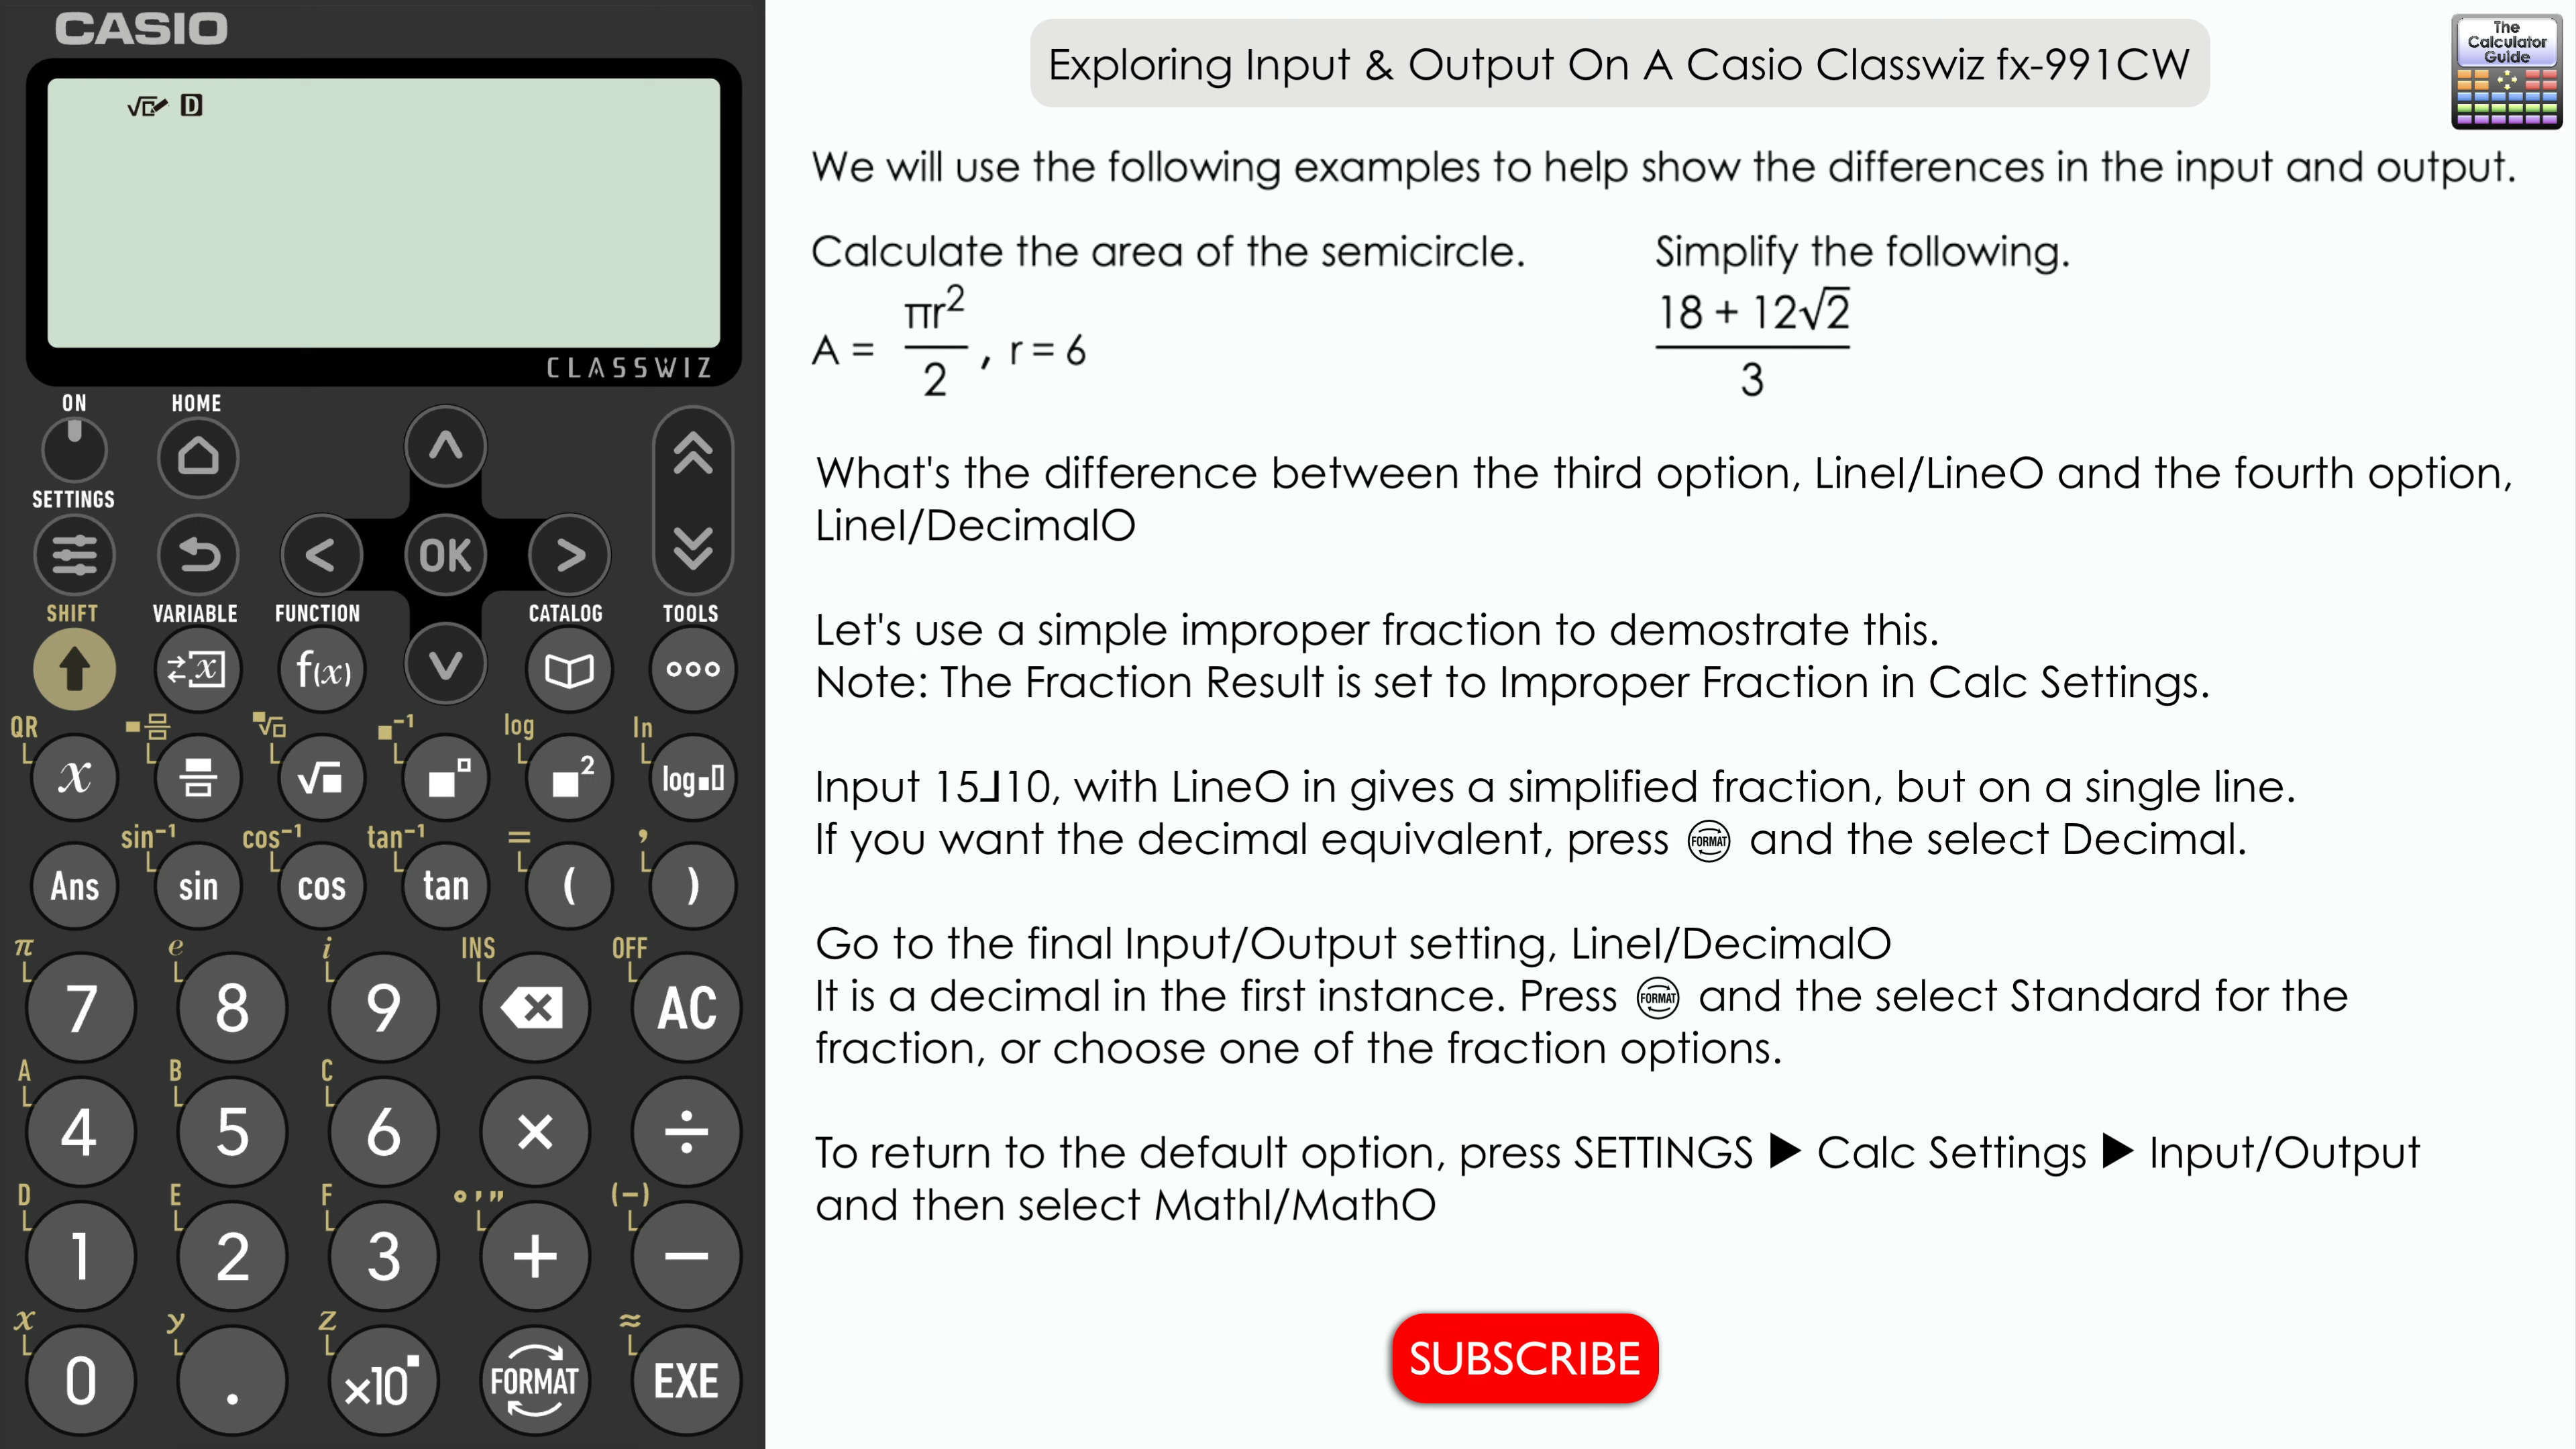 CASIO
D
CLASSWIZ
ON HOME
SETTINGS
OK
SHIFT VARIABLE FUNCTION CATALOG TOOLS
x f(x) ooo
QR ■√□ ■⁻¹ log ln
x √■ ■□ ■² log■□
sin⁻¹ cos⁻¹ tan⁻¹ = ,
Ans sin cos tan ( )
π e i INS OFF
7 8 9 AC
A B C
4 5 6 × ÷
D E F °′″ (−)
1 2 3 + −
x y z ≈
0 . ×10■ FORMAT EXE
Exploring Input & Output On A Casio Classwiz fx-991CW
The
Calculator
Guide
We will use the following examples to help show the differences in the input and output.
Calculate the area of the semicircle.
A = πr²/2 , r = 6
Simplify the following.
18 + 12√2
3
What's the difference between the third option, LineI/LineO and the fourth option,
LineI/DecimalO
Let's use a simple improper fraction to demostrate this.
Note: The Fraction Result is set to Improper Fraction in Calc Settings.
Input 15⅃10, with LineO in gives a simplified fraction, but on a single line.
If you want the decimal equivalent, press FORMAT and the select Decimal.
Go to the final Input/Output setting, LineI/DecimalO
It is a decimal in the first instance. Press FORMAT and the select Standard for the
fraction, or choose one of the fraction options.
To return to the default option, press SETTINGS ▶ Calc Settings ▶ Input/Output
and then select MathI/MathO
SUBSCRIBE